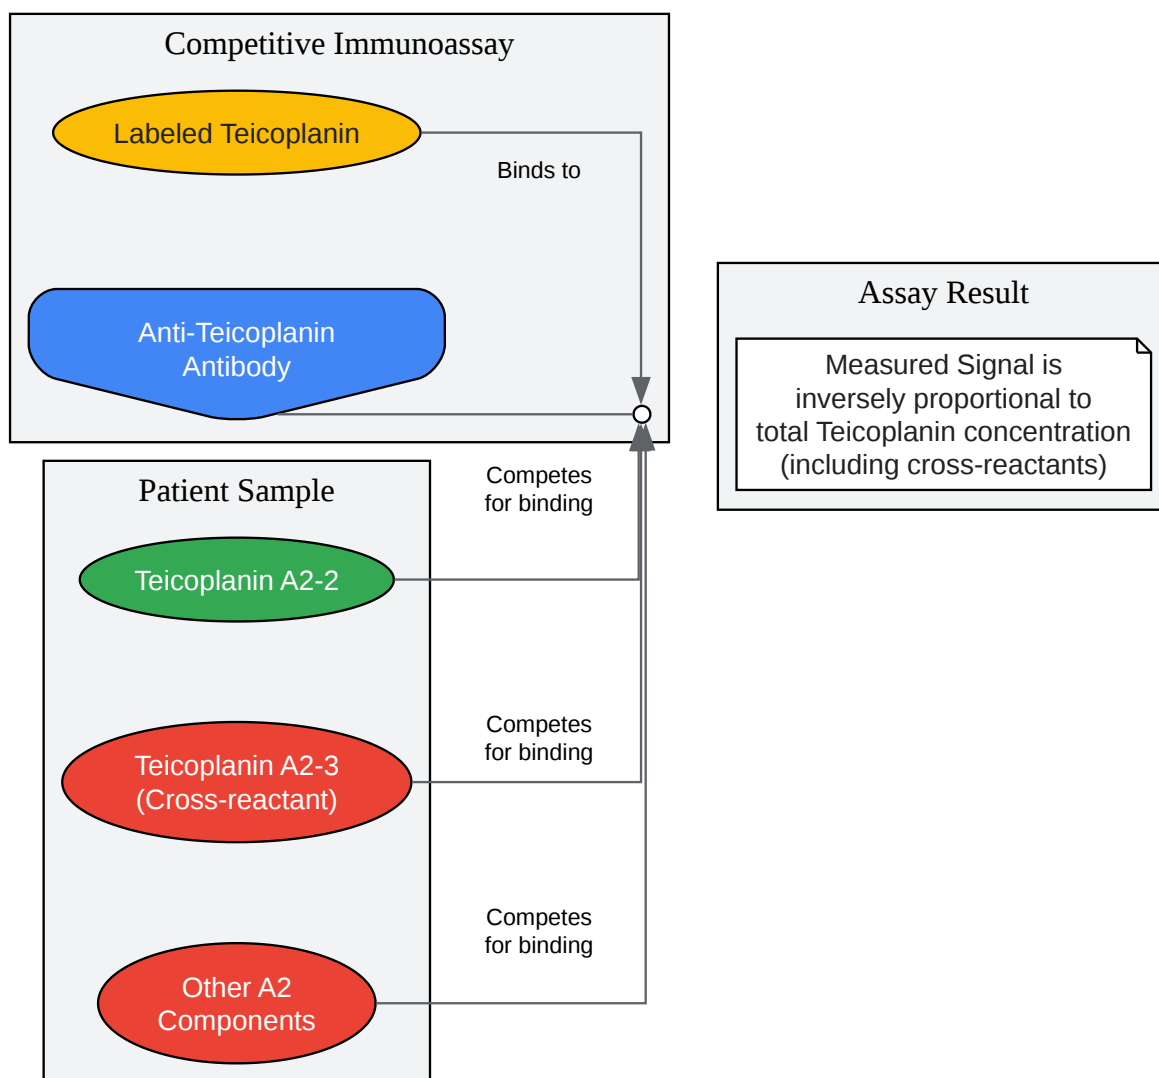 Competitive Immunoassay
Labeled Teicoplanin
Binds to
Anti-Teicoplanin
Antibody
Assay Result
Measured Signal is
inversely proportional to
total Teicoplanin concentration
(including cross-reactants)
Patient Sample
Competes
for binding
Teicoplanin A2-2
Competes
for binding
Teicoplanin A2-3
(Cross-reactant)
Competes
for binding
Other A2
Components